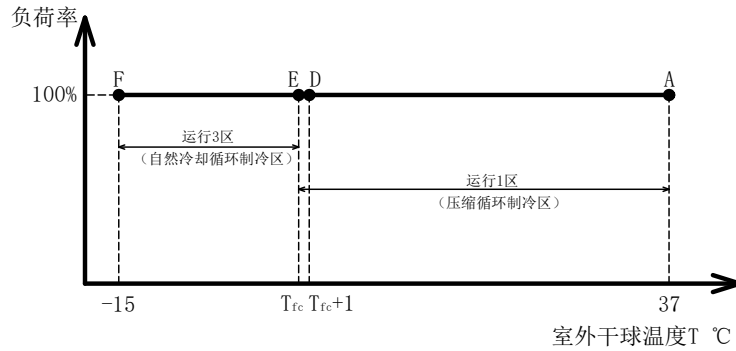 负荷率
F
E D
A
100%
运行3区
（自然冷却循环制冷区）
运行1区
（压缩循环制冷区）
-15
Tfc
Tfc+1
37
室外干球温度T ℃